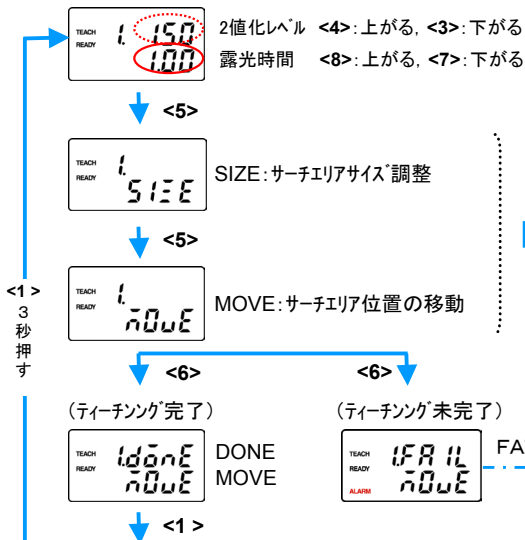 TEACH 1. 150 2値化レベル <4>:上がる, <3>:下がる
READY 1.00 露光時間 <8>:上がる, <7>:下がる
<5>
TEACH 1.
READY SIZE SIZE:サーチエリアサイズ調整
<5>
TEACH 1.
READY MOVE MOVE:サーチエリア位置の移動
<1 >
3
秒
押
す
<6> <6>
(ティーチンング完了) (ティーチンング未完了)
TEACH 1.donE DONE
READY MOVE MOVE
TEACH 1.FAIL FA
READY MOVE
ALARM
<1 >